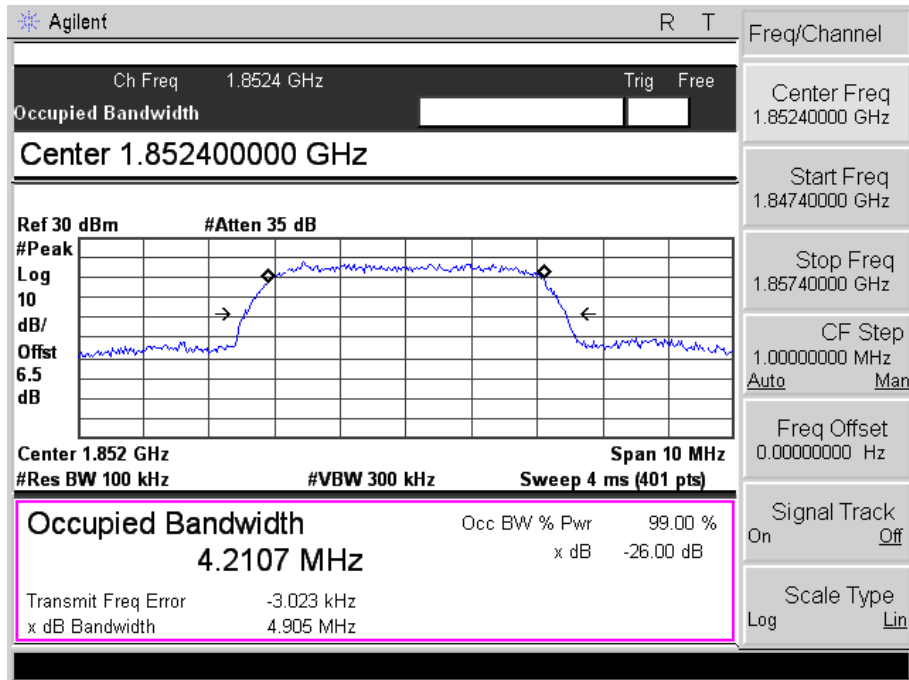 Agilent R T
Ch Freq 1.8524 GHz Trig Free
Occupied Bandwidth
Center 1.852400000 GHz
Ref 30 dBm #Atten 35 dB
#Peak
Log
10
dB/
Offst
6.5
dB
Center 1.852 GHz Span 10 MHz
#Res BW 100 kHz #VBW 300 kHz Sweep 4 ms (401 pts)
Occupied Bandwidth
4.2107 MHz
Occ BW % Pwr 99.00 %
x dB -26.00 dB
Transmit Freq Error -3.023 kHz
x dB Bandwidth 4.905 MHz
Freq/Channel
Center Freq
1.85240000 GHz
Start Freq
1.84740000 GHz
Stop Freq
1.85740000 GHz
CF Step
1.00000000 MHz
Auto Man
Freq Offset
0.00000000 Hz
Signal Track
On Off
Scale Type
Log Lin